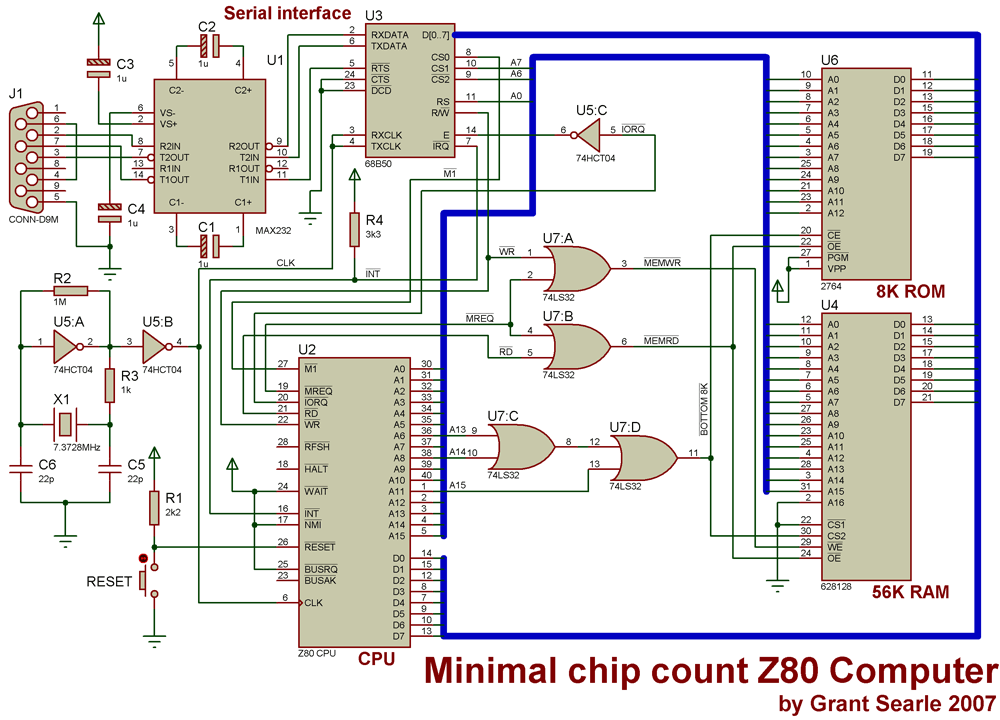 Serial interface
J1
1
6
2
7
3
8
4
9
5
CONN-D9M
C3
1u
C4
1u
C2
1u
U1
5
4
C2-
C2+
6
VS-
2
VS+
8
R2IN
7
T2OUT
13
R1IN
14
T1OUT
R2OUT
9
T2IN
10
R1OUT
12
T1IN
11
C1-
C1+
3
1
MAX232
C1
1u
U3
2
RXDATA
6
TXDATA
5
RTS
24
CTS
23
DCD
3
RXCLK
4
TXCLK
D[0..7]
CS0
8
CS1
10
CS2
9
RS
11
R/W
E
14
IRQ
7
68B50
A7
A6
A0
U5:C
6
5
IORQ
74HCT04
M1
R4
3k3
CLK
INT
WR
MREQ
RD
U7:A
1
2
3
74LS32
MEMWR
U7:B
4
5
6
74LS32
MEMRD
U7:C
A13
9
A14
10
8
74LS32
U7:D
12
13
11
74LS32
A15
BOTTOM 8K
R2
1M
U5:A
1
2
74HCT04
U5:B
3
4
74HCT04
R3
1k
X1
7.3728MHz
C6
22p
C5
22p
R1
2k2
RESET
U2
27
M1
19
MREQ
20
IORQ
21
RD
22
WR
28
RFSH
18
HALT
24
WAIT
16
INT
17
NMI
26
RESET
25
BUSRQ
23
BUSAK
6
CLK
A0
30
A1
31
A2
32
A3
33
A4
34
A5
35
A6
36
A7
37
A8
38
A9
39
A10
40
A11
1
A12
2
A13
3
A14
4
A15
5
D0
14
D1
15
D2
12
D3
8
D4
7
D5
9
D6
10
D7
13
Z80 CPU
CPU
U6
10
A0
9
A1
8
A2
7
A3
6
A4
5
A5
4
A6
3
A7
25
A8
24
A9
21
A10
23
A11
2
A12
20
CE
22
OE
27
PGM
1
VPP
D0
11
D1
12
D2
13
D3
15
D4
16
D5
17
D6
18
D7
19
2764
8K ROM
U4
12
A0
11
A1
10
A2
9
A3
8
A4
7
A5
6
A6
5
A7
27
A8
26
A9
23
A10
25
A11
4
A12
28
A13
3
A14
31
A15
2
A16
22
CS1
30
CS2
29
WE
24
OE
D0
13
D1
14
D2
15
D3
17
D4
18
D5
19
D6
20
D7
21
628128
56K RAM
Minimal chip count Z80 Computer
by Grant Searle 2007